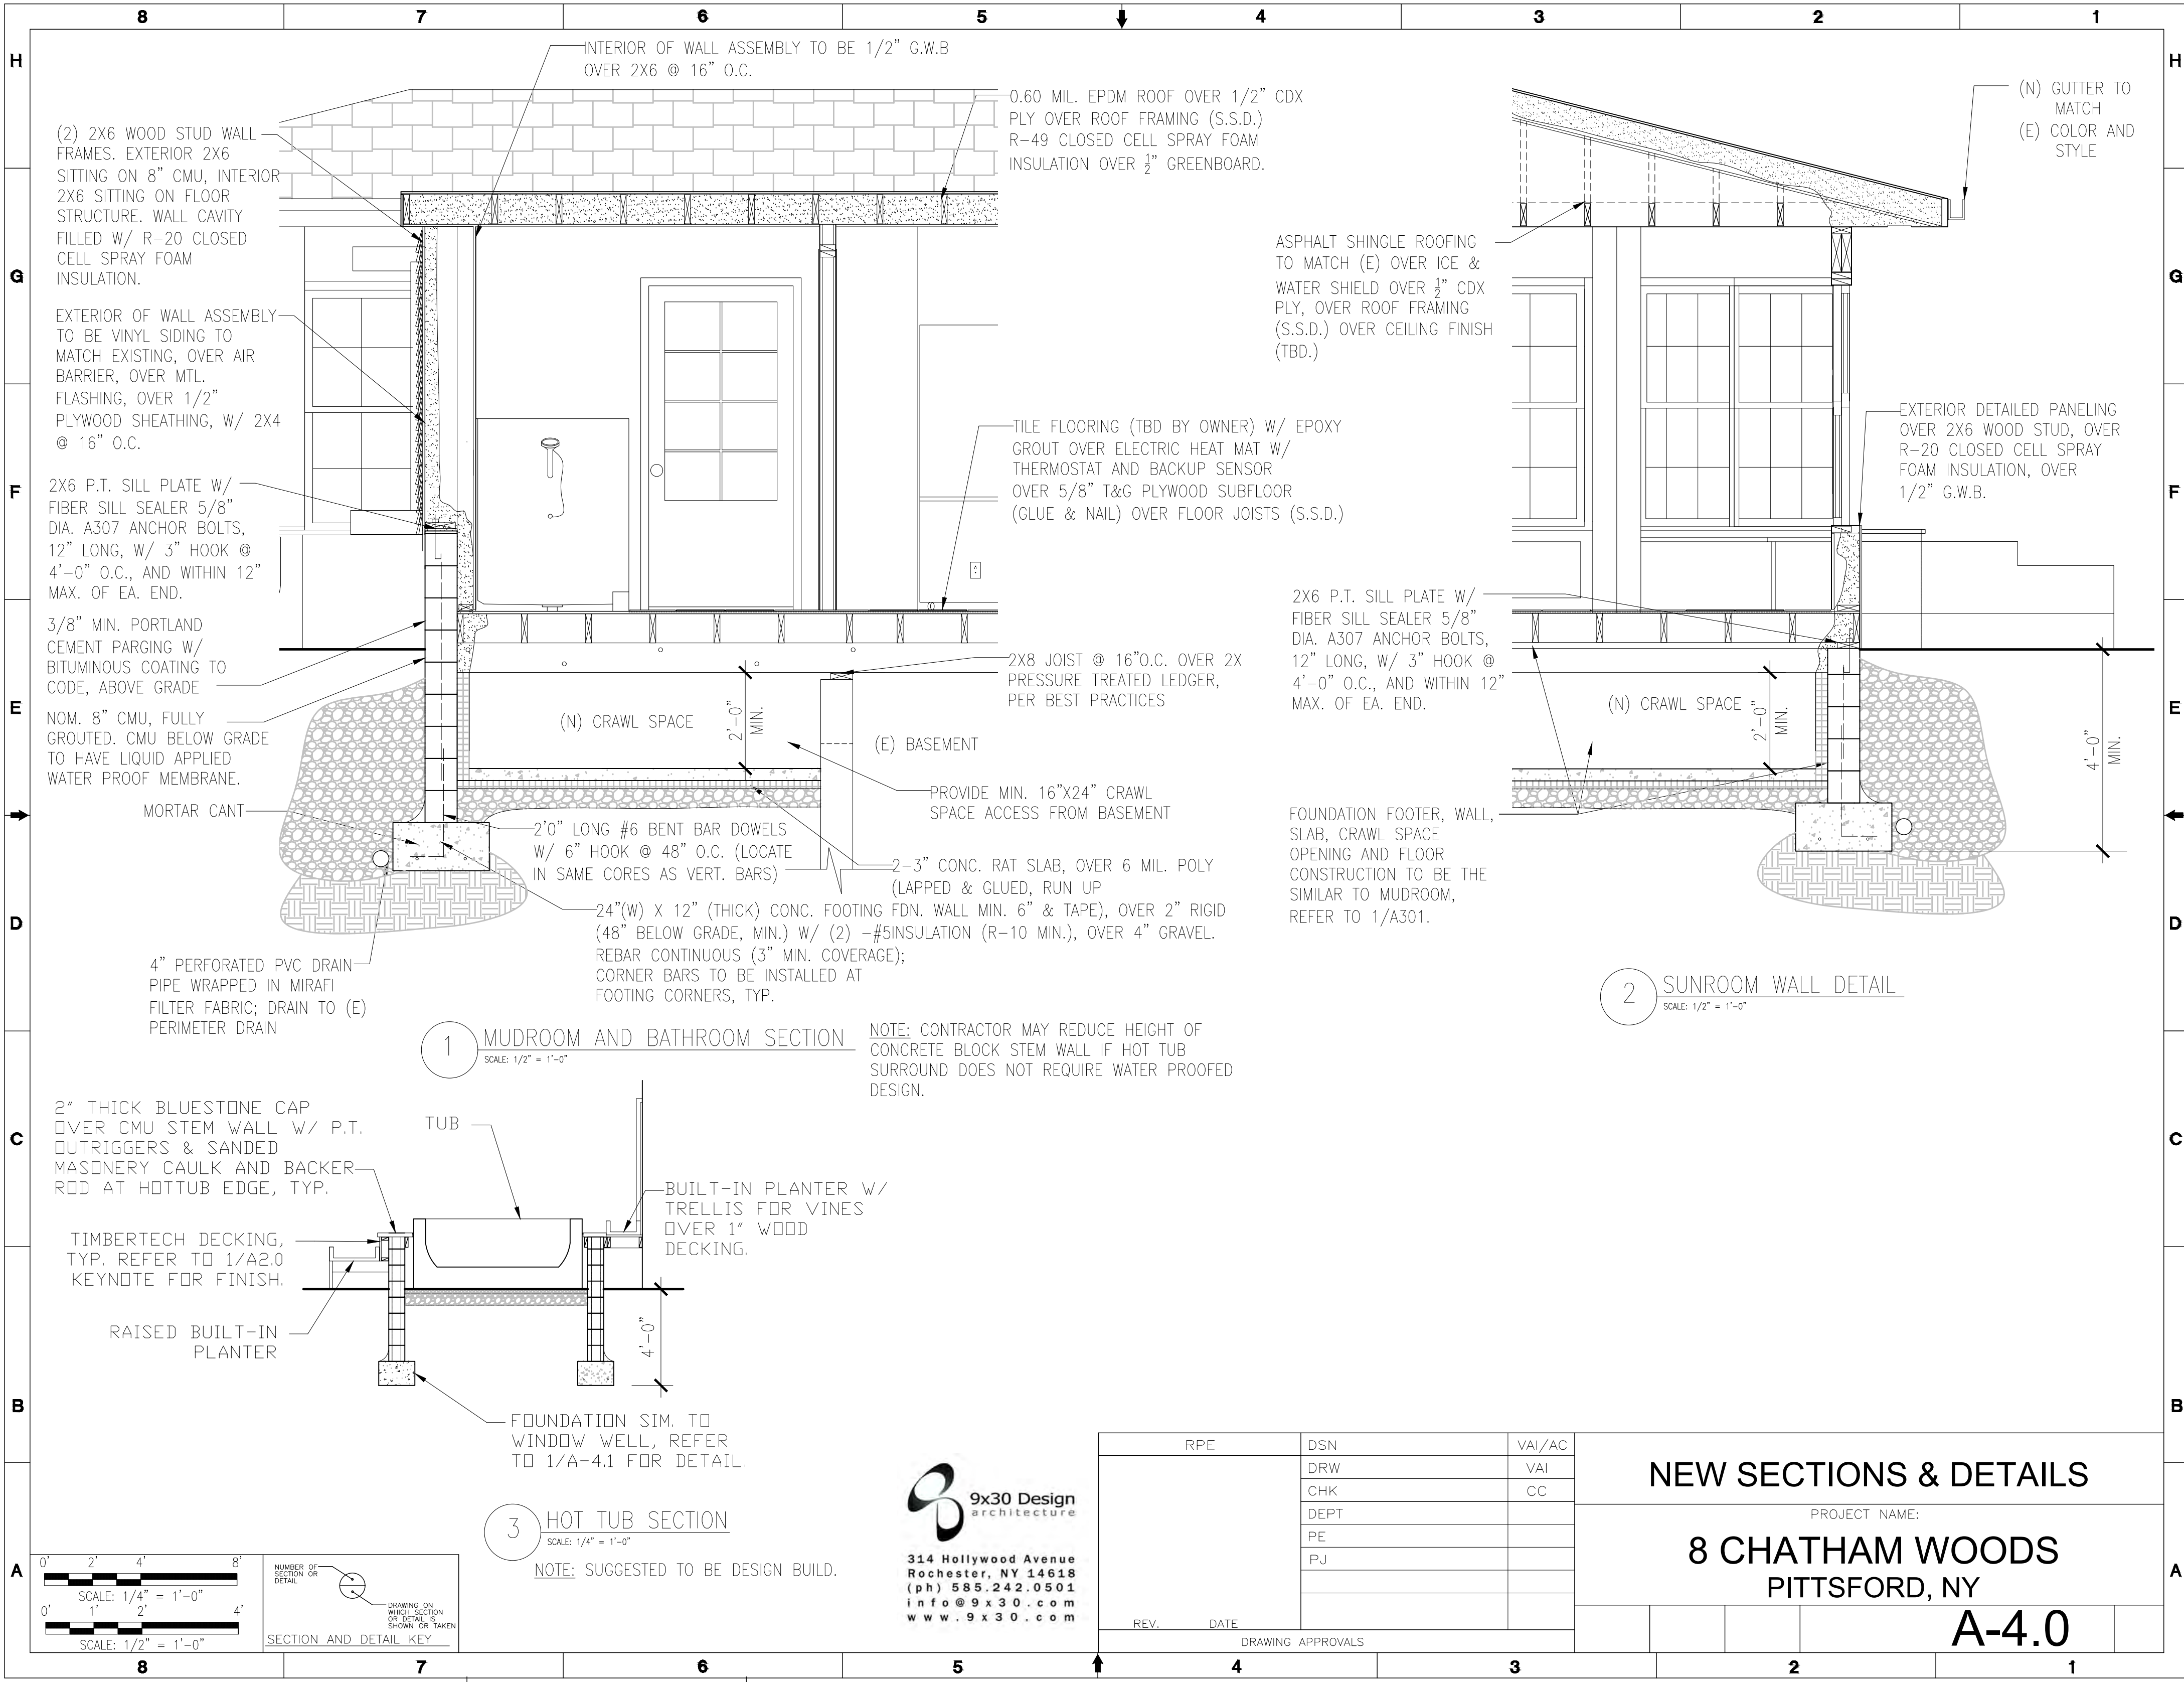 8 7 6 5 4 3 2 1
H
G
F
E
D
C
B
A
INTERIOR OF WALL ASSEMBLY TO BE 1/2" G.W.B
OVER 2X6 @ 16" O.C.
(2) 2X6 WOOD STUD WALL
FRAMES. EXTERIOR 2X6
SITTING ON 8" CMU, INTERIOR
2X6 SITTING ON FLOOR
STRUCTURE. WALL CAVITY
FILLED W/ R-20 CLOSED
CELL SPRAY FOAM
INSULATION.
EXTERIOR OF WALL ASSEMBLY
TO BE VINYL SIDING TO
MATCH EXISTING, OVER AIR
BARRIER, OVER MTL.
FLASHING, OVER 1/2"
PLYWOOD SHEATHING, W/ 2X4
@ 16" O.C.
2X6 P.T. SILL PLATE W/
FIBER SILL SEALER 5/8"
DIA. A307 ANCHOR BOLTS,
12" LONG, W/ 3" HOOK @
4'-0" O.C., AND WITHIN 12"
MAX. OF EA. END.
3/8" MIN. PORTLAND
CEMENT PARGING W/
BITUMINOUS COATING TO
CODE, ABOVE GRADE
NOM. 8" CMU, FULLY
GROUTED. CMU BELOW GRADE
TO HAVE LIQUID APPLIED
WATER PROOF MEMBRANE.
MORTAR CANT
4" PERFORATED PVC DRAIN
PIPE WRAPPED IN MIRAFI
FILTER FABRIC; DRAIN TO (E)
PERIMETER DRAIN
0.60 MIL. EPDM ROOF OVER 1/2" CDX
PLY OVER ROOF FRAMING (S.S.D.)
R-49 CLOSED CELL SPRAY FOAM
INSULATION OVER 1/2" GREENBOARD.
TILE FLOORING (TBD BY OWNER) W/ EPOXY
GROUT OVER ELECTRIC HEAT MAT W/
THERMOSTAT AND BACKUP SENSOR
OVER 5/8" T&G PLYWOOD SUBFLOOR
(GLUE & NAIL) OVER FLOOR JOISTS (S.S.D.)
2X8 JOIST @ 16"O.C. OVER 2X
PRESSURE TREATED LEDGER,
PER BEST PRACTICES
(N) CRAWL SPACE
2'-0"
MIN.
(E) BASEMENT
PROVIDE MIN. 16"X24" CRAWL
SPACE ACCESS FROM BASEMENT
2'0" LONG #6 BENT BAR DOWELS
W/ 6" HOOK @ 48" O.C. (LOCATE
IN SAME CORES AS VERT. BARS)
2-3" CONC. RAT SLAB, OVER 6 MIL. POLY
(LAPPED & GLUED, RUN UP
24"(W) X 12" (THICK) CONC. FOOTING FDN. WALL MIN. 6" & TAPE), OVER 2" RIGID
(48" BELOW GRADE, MIN.) W/ (2) -#5INSULATION (R-10 MIN.), OVER 4" GRAVEL.
REBAR CONTINUOUS (3" MIN. COVERAGE);
CORNER BARS TO BE INSTALLED AT
FOOTING CORNERS, TYP.
1 MUDROOM AND BATHROOM SECTION
SCALE: 1/2" = 1'-0"
NOTE: CONTRACTOR MAY REDUCE HEIGHT OF
CONCRETE BLOCK STEM WALL IF HOT TUB
SURROUND DOES NOT REQUIRE WATER PROOFED
DESIGN.
(N) GUTTER TO
MATCH
(E) COLOR AND
STYLE
ASPHALT SHINGLE ROOFING
TO MATCH (E) OVER ICE &
WATER SHIELD OVER 1/2" CDX
PLY, OVER ROOF FRAMING
(S.S.D.) OVER CEILING FINISH
(TBD.)
EXTERIOR DETAILED PANELING
OVER 2X6 WOOD STUD, OVER
R-20 CLOSED CELL SPRAY
FOAM INSULATION, OVER
1/2" G.W.B.
2X6 P.T. SILL PLATE W/
FIBER SILL SEALER 5/8"
DIA. A307 ANCHOR BOLTS,
12" LONG, W/ 3" HOOK @
4'-0" O.C., AND WITHIN 12"
MAX. OF EA. END.
(N) CRAWL SPACE
2'-0"
MIN.
4'-0"
MIN.
FOUNDATION FOOTER, WALL,
SLAB, CRAWL SPACE
OPENING AND FLOOR
CONSTRUCTION TO BE THE
SIMILAR TO MUDROOM,
REFER TO 1/A301.
2 SUNROOM WALL DETAIL
SCALE: 1/2" = 1'-0"
2" THICK BLUESTONE CAP
OVER CMU STEM WALL W/ P.T.
OUTRIGGERS & SANDED
MASONERY CAULK AND BACKER
ROD AT HOTTUB EDGE, TYP.
TUB
TIMBERTECH DECKING,
TYP. REFER TO 1/A2.0
KEYNOTE FOR FINISH.
RAISED BUILT-IN
PLANTER
BUILT-IN PLANTER W/
TRELLIS FOR VINES
OVER 1" WOOD
DECKING.
4'-0"
FOUNDATION SIM. TO
WINDOW WELL, REFER
TO 1/A-4.1 FOR DETAIL.
3 HOT TUB SECTION
SCALE: 1/4" = 1'-0"
NOTE: SUGGESTED TO BE DESIGN BUILD.
0' 2' 4' 8'
SCALE: 1/4" = 1'-0"
0' 1' 2' 4'
SCALE: 1/2" = 1'-0"
NUMBER OF
SECTION OR
DETAIL
DRAWING ON
WHICH SECTION
OR DETAIL IS
SHOWN OR TAKEN
SECTION AND DETAIL KEY
9x30 Design
architecture
314 Hollywood Avenue
Rochester, NY 14618
(ph) 585.242.0501
info@9x30.com
www.9x30.com
RPE
REV. DATE
DSN VAI/AC
DRW VAI
CHK CC
DEPT
PE
PJ
DRAWING APPROVALS
NEW SECTIONS & DETAILS
PROJECT NAME:
8 CHATHAM WOODS
PITTSFORD, NY
A-4.0
H
G
F
E
D
C
B
A
8 7 6 5 4 3 2 1